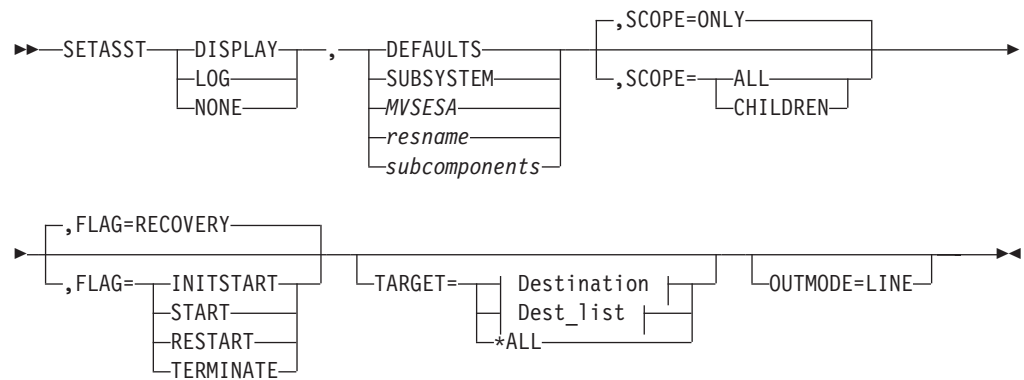 ,SCOPE=ONLY
SETASST DISPLAY , DEFAULTS
LOG SUBSYSTEM ,SCOPE= ALL
NONE MVSESA CHILDREN
resname
subcomponents
,FLAG=RECOVERY
,FLAG= INITSTART TARGET= Destination OUTMODE=LINE
START Dest_list
RESTART *ALL
TERMINATE